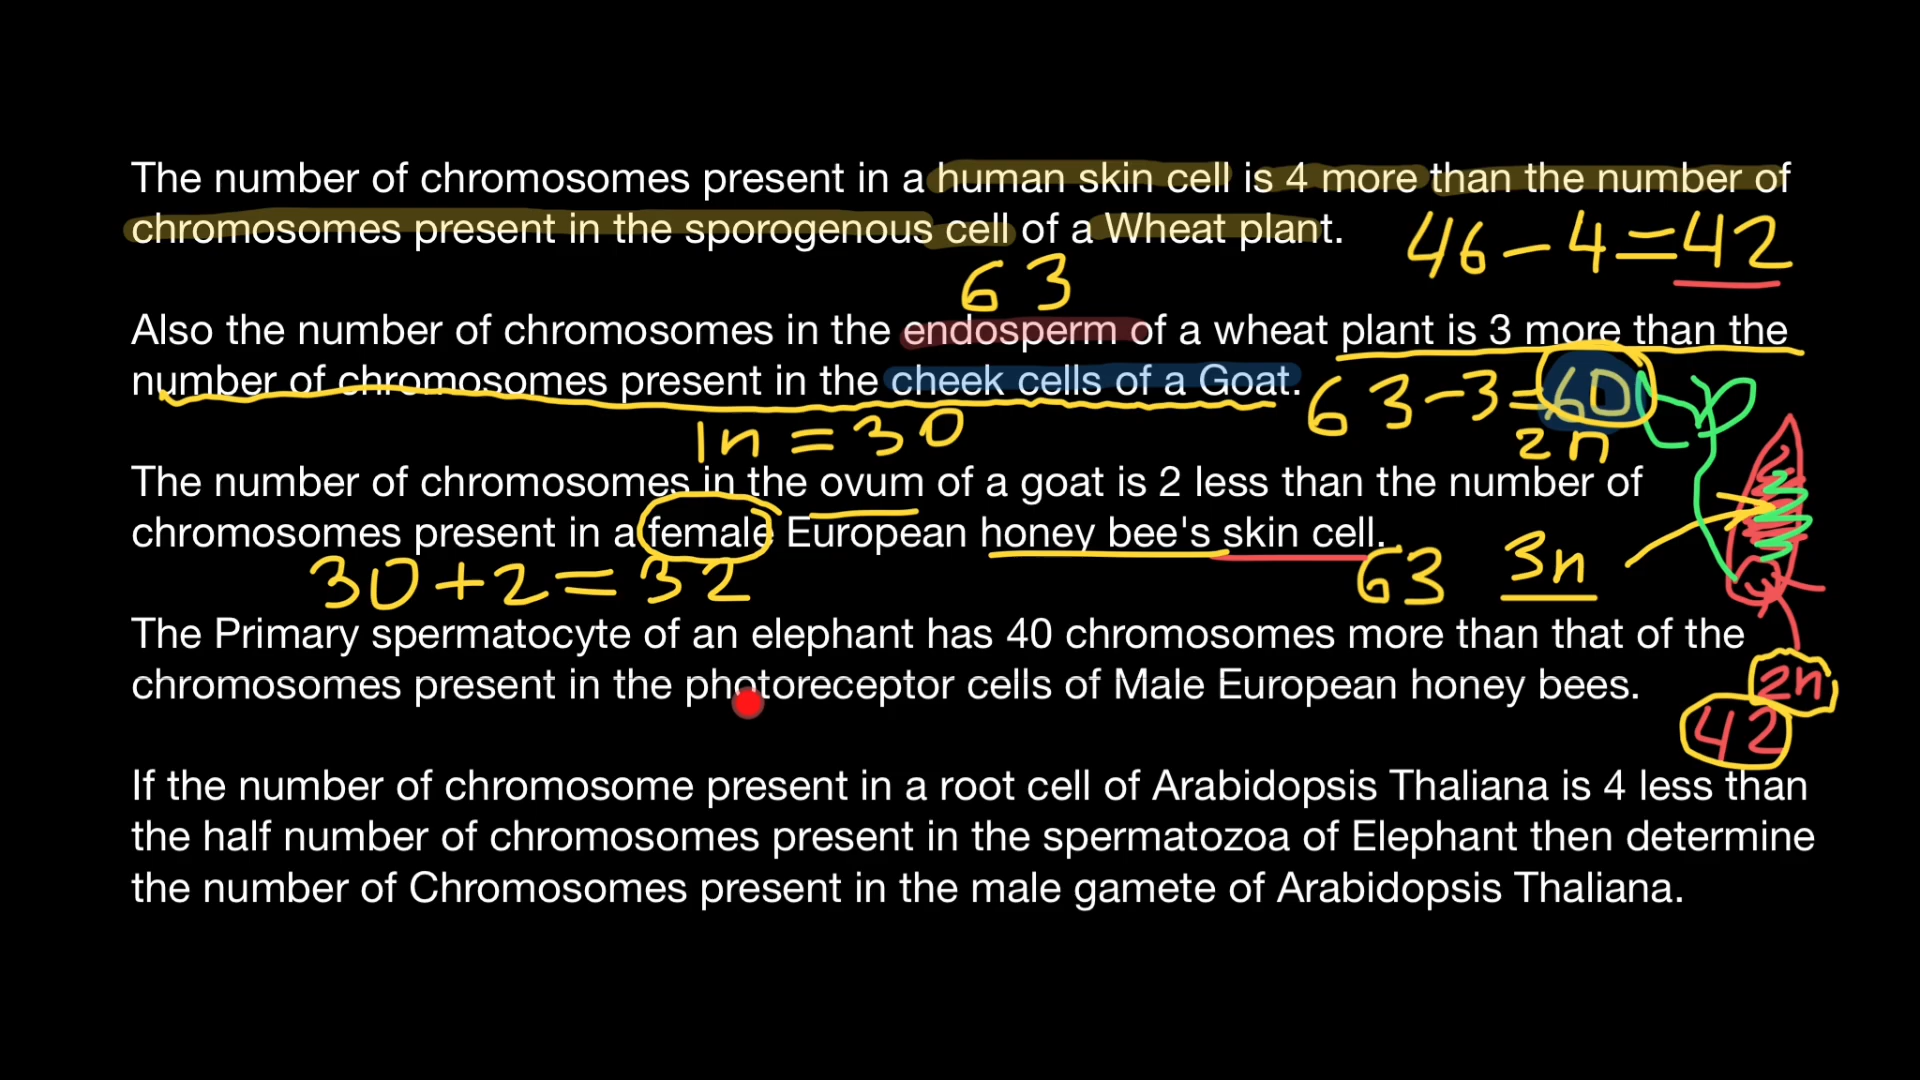 The number of chromosomes present in a human skin cell is 4 more than the number of
chromosomes present in the sporogenous cell of a Wheat plant.
46 - 4 = 42
63
Also the number of chromosomes in the endosperm of a wheat plant is 3 more than the
number of chromosomes present in the cheek cells of a Goat.
63 - 3 = 60
1n = 30
2n
The number of chromosomes in the ovum of a goat is 2 less than the number of
chromosomes present in a female European honey bee's skin cell.
30 + 2 = 32
63 3n
The Primary spermatocyte of an elephant has 40 chromosomes more than that of the
chromosomes present in the photoreceptor cells of Male European honey bees.
2n
42
If the number of chromosome present in a root cell of Arabidopsis Thaliana is 4 less than
the half number of chromosomes present in the spermatozoa of Elephant then determine
the number of Chromosomes present in the male gamete of Arabidopsis Thaliana.